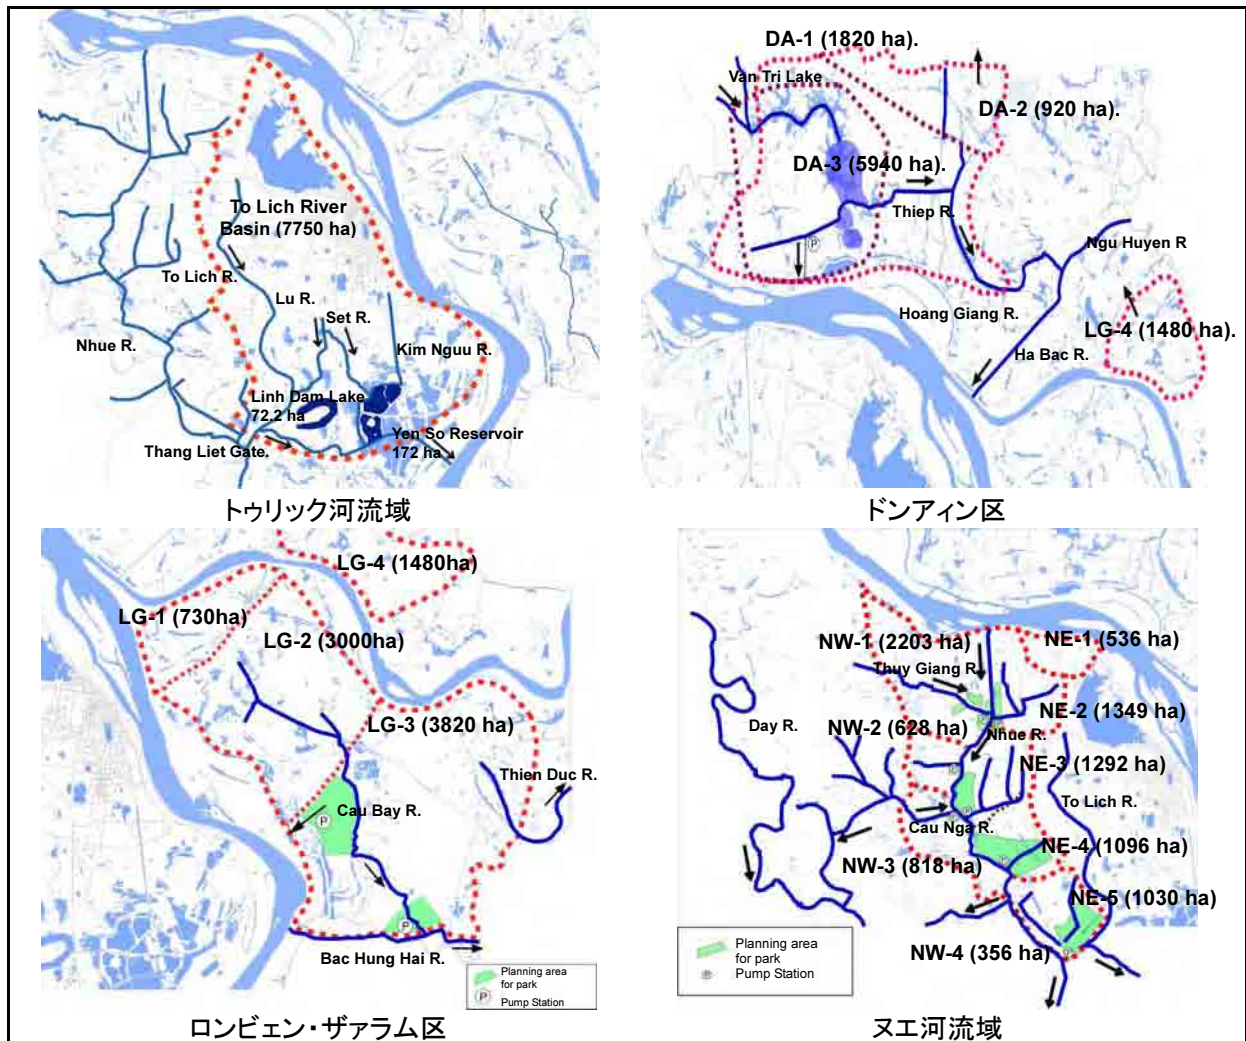 To Lich River
Basin (7750 ha)
To Lich R.
Lu R.
Set R.
Nhue R.
Kim Nguu R.
Linh Dam Lake
72.2 ha
Thang Liet Gate.
Yen So Reservoir
172 ha
トゥリック河流域
DA-1 (1820 ha).
Van Tri Lake
DA-2 (920 ha).
DA-3 (5940 ha).
Thiep R.
Ngu Huyen R
Hoang Giang R.
LG-4 (1480 ha).
Ha Bac R.
P
ドンアィン区
LG-4 (1480ha)
LG-1 (730ha)
LG-2 (3000ha)
LG-3 (3820 ha)
Thien Duc R.
Cau Bay R.
P
P
Bac Hung Hai R.
Planning area
for park
P Pump Station
ロンビェン・ザァラム区
NW-1 (2203 ha)
NE-1 (536 ha)
Thuy Giang R.
NE-2 (1349 ha)
Day R.
NW-2 (628 ha)
Nhue R.
NE-3 (1292 ha)
To Lich R.
Cau Nga R.
NE-4 (1096 ha)
NW-3 (818 ha)
NE-5 (1030 ha)
NW-4 (356 ha)
Planning area
for park
P Pump Station
ヌエ河流域